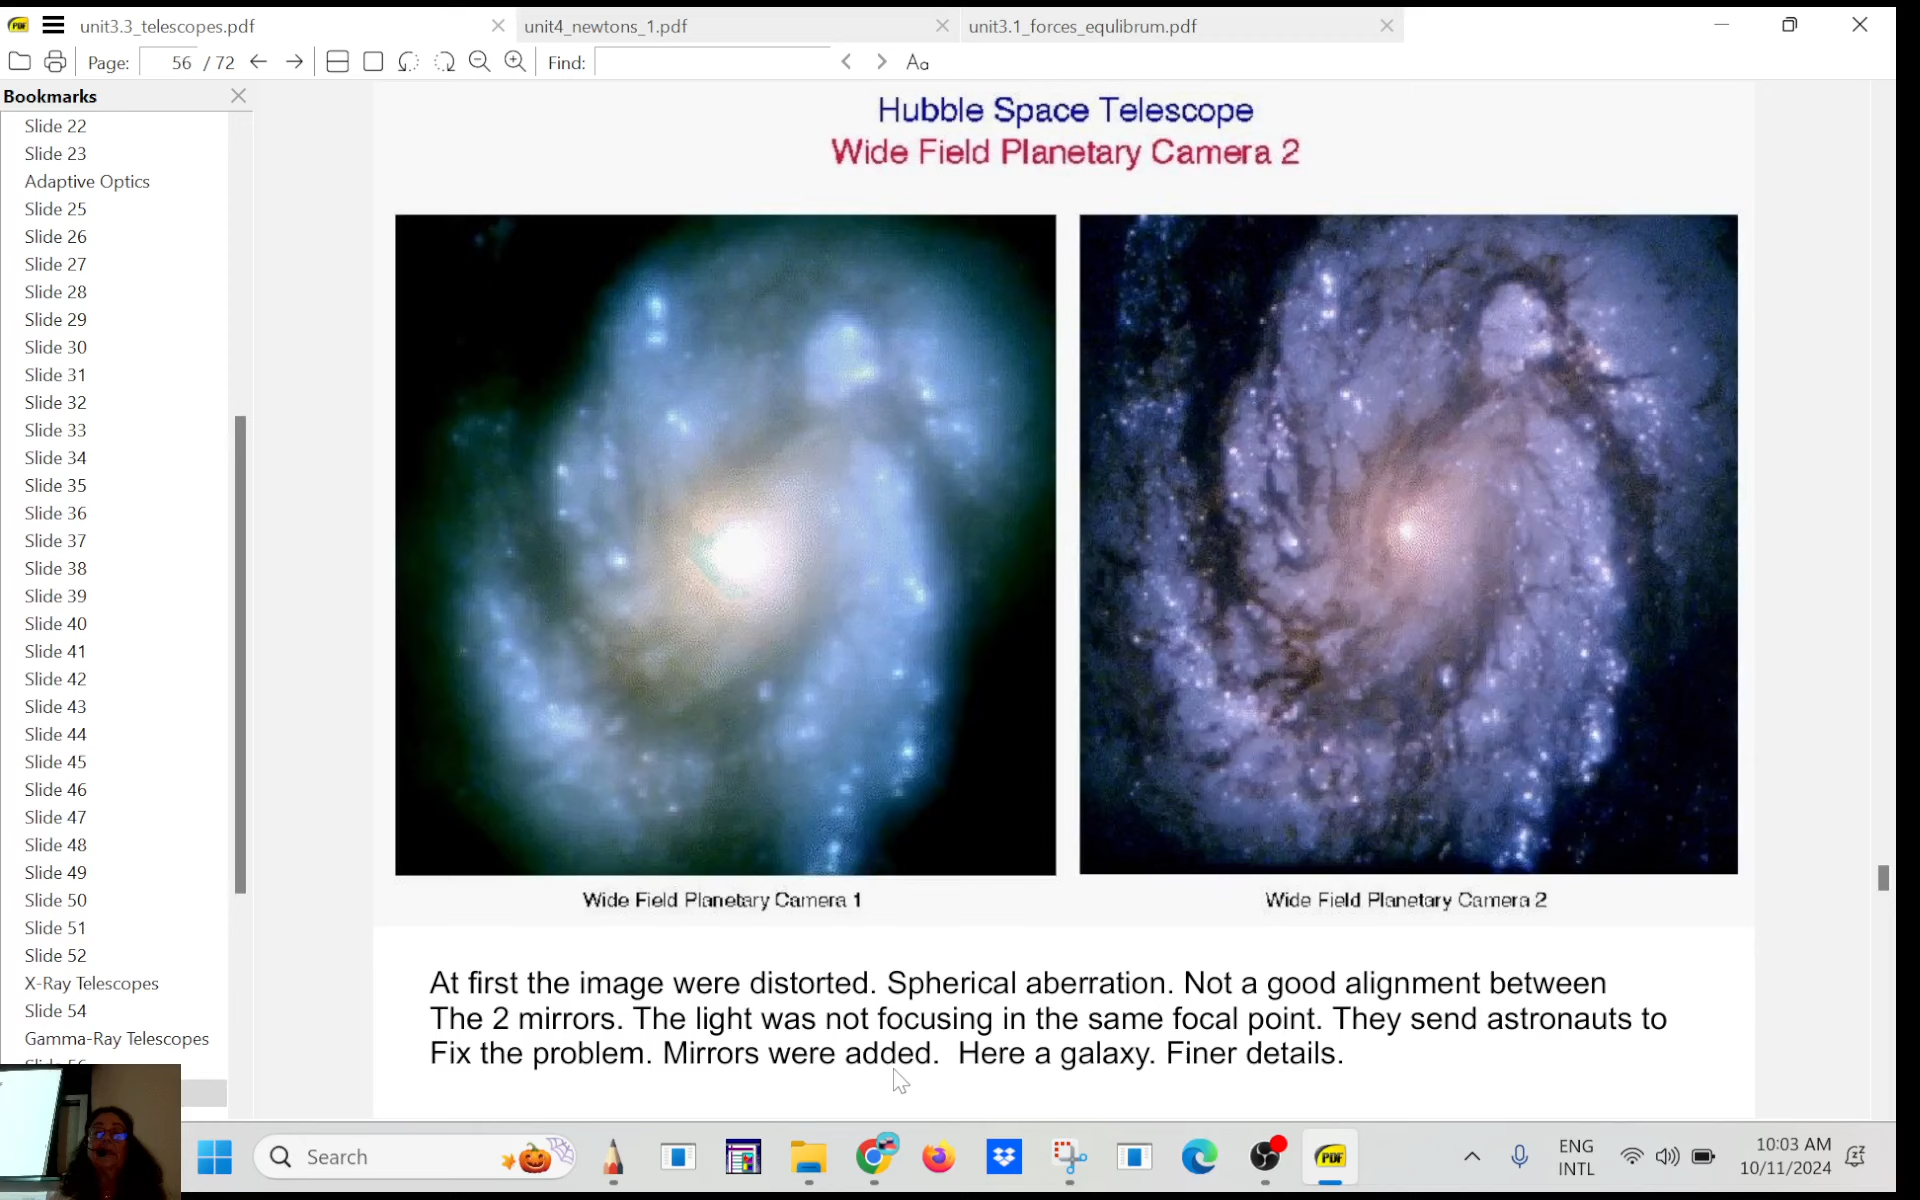 unit3.3_telescopes.pdf
unit4_newtons_1.pdf
unit3.1_forces_equlibrum.pdf
Page: 56 / 72
Find:
Aa
Bookmarks
Slide 22
Slide 23
Adaptive Optics
Slide 25
Slide 26
Slide 27
Slide 28
Slide 29
Slide 30
Slide 31
Slide 32
Slide 33
Slide 34
Slide 35
Slide 36
Slide 37
Slide 38
Slide 39
Slide 40
Slide 41
Slide 42
Slide 43
Slide 44
Slide 45
Slide 46
Slide 47
Slide 48
Slide 49
Slide 50
Slide 51
Slide 52
X-Ray Telescopes
Slide 54
Gamma-Ray Telescopes
Hubble Space Telescope
Wide Field Planetary Camera 2
Wide Field Planetary Camera 1
Wide Field Planetary Camera 2
At first the image were distorted. Spherical aberration. Not a good alignment between
The 2 mirrors. The light was not focusing in the same focal point. They send astronauts to
Fix the problem. Mirrors were added. Here a galaxy. Finer details.
Search
PDF
ENG
INTL
10:03 AM
10/11/2024